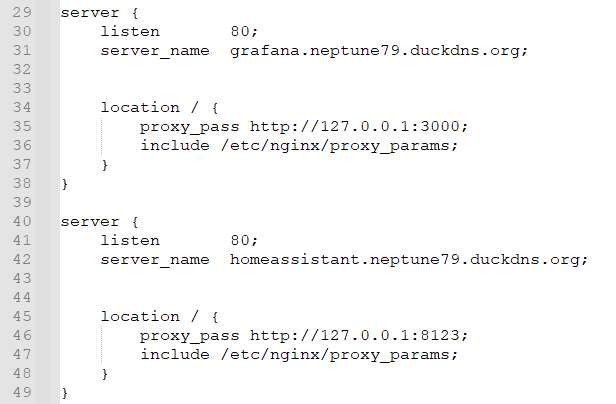 29 server {
30     listen       80;
31     server_name  grafana.neptune79.duckdns.org;
32
33
34     location / {
35         proxy_pass http://127.0.0.1:3000;
36         include /etc/nginx/proxy_params;
37     }
38 }
39
40 server {
41     listen       80;
42     server_name  homeassistant.neptune79.duckdns.org;
43
44
45     location / {
46         proxy_pass http://127.0.0.1:8123;
47         include /etc/nginx/proxy_params;
48     }
49 }